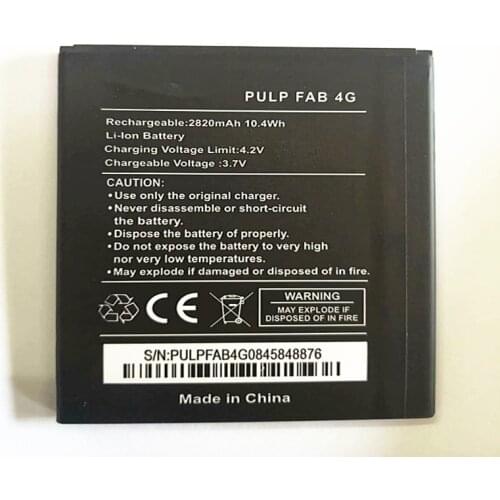 PULP FAB 4G
Rechargeable:2820mAh 10.4Wh
Li-Ion Battery
Charging Voltage Limit:4.2V
Chargeable Voltage :3.7V
CAUTION:
•Use only the original charger.
•Never disassemble or short-circuit
the battery.
•Dispose the battery of properly.
•Do not expose the battery to very high
nor very low temperatures.
•May explode if damaged or disposed of in fire.
CE
WARNING
MAY EXPLODE IF
DISPOSED OF IN FIRE
S/N:PULPFAB4G0845848876
Made in China